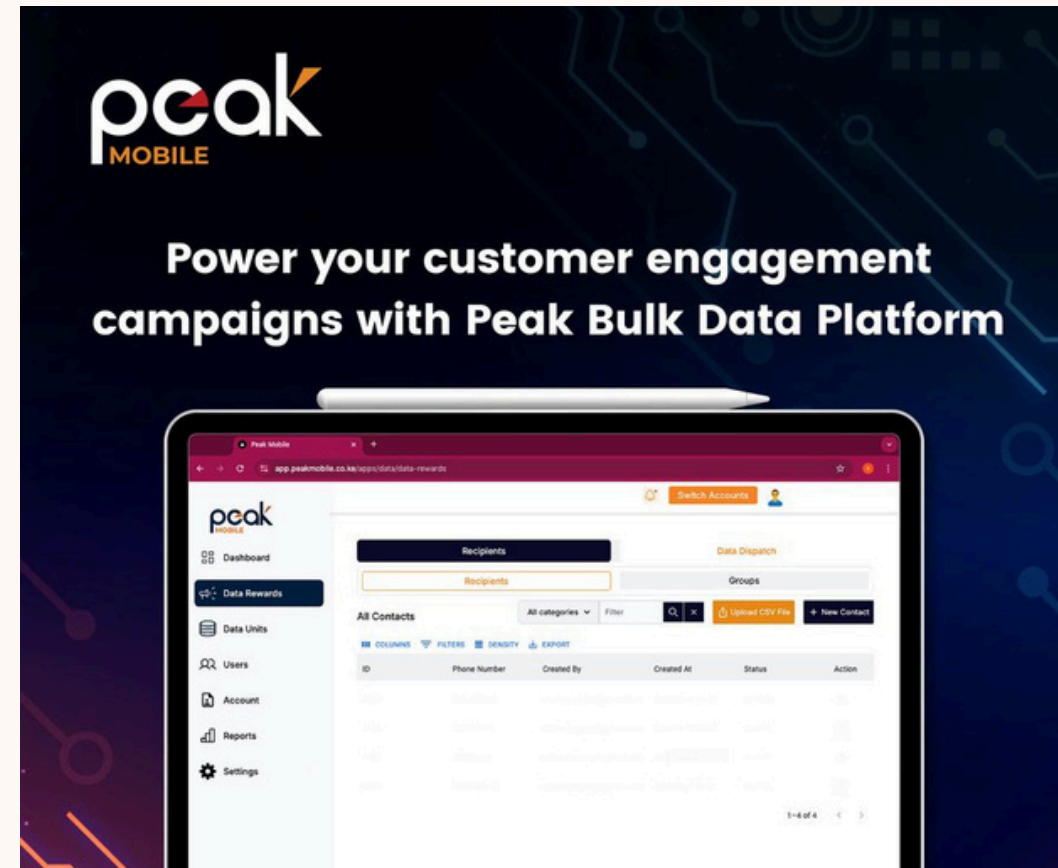 peak
MOBILE
Power your customer engagement
campaigns with Peak Bulk Data Platform
Peak Mobile
app.peakmobile.co.ke/apps/data/data-rewards
Switch Accounts
peak
MOBILE
Dashboard
Data Rewards
Data Units
Users
Account
Reports
Settings
Recipients Data Dispatch
Recipients Groups
All Contacts All categories Filter Upload CSV File + New Contact
COLUMNS FILTERS DENSITY EXPORT
ID Phone Number Created By Created At Status Action
1–4 of 4